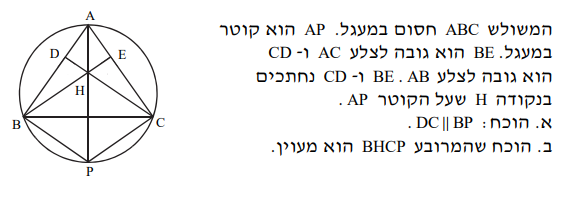 המשולש ABC חסום במעגל. AP הוא קוטר
במעגל. BE הוא גובה לצלע AC ו- CD
הוא גובה לצלע AB. BE ו- CD נחתכים
בנקודה H שעל הקוטר AP.
א. הוכח: DC || BP.
ב. הוכח שהמרובע BHCP הוא מעוין.
A
D E
H
B C
P